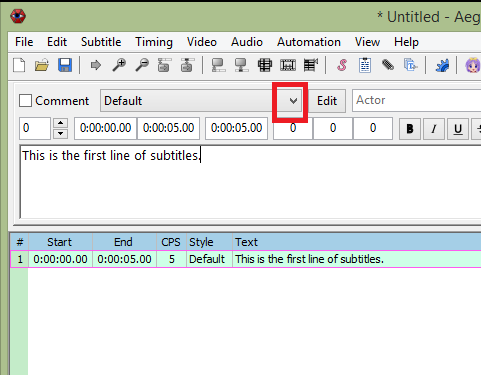 * Untitled - Aeg
File Edit Subtitle Timing Video Audio Automation View Help
Comment Default Edit Actor
0 0:00:00.00 0:00:05.00 0:00:05.00 0 0 0 B I U S
This is the first line of subtitles.
# Start End CPS Style Text
1 0:00:00.00 0:00:05.00 5 Default This is the first line of subtitles.